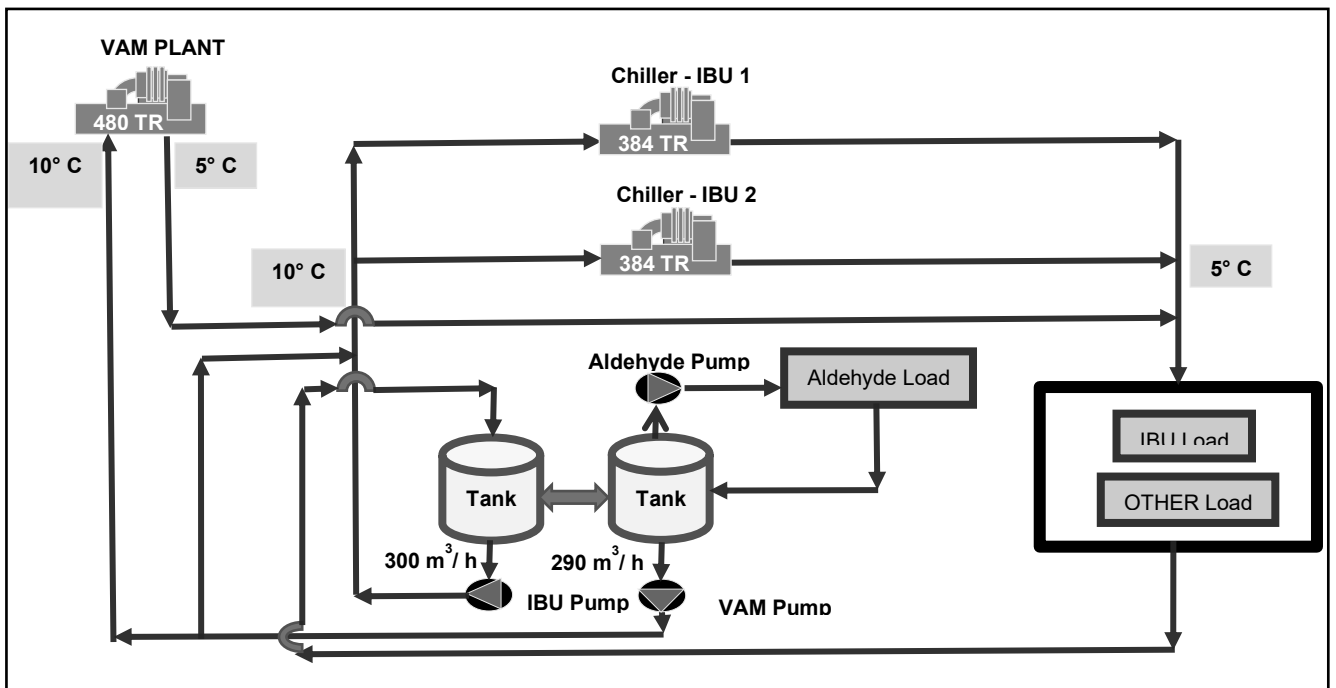 VAM PLANT
480 TR
10° C
5° C
Chiller - IBU 1
384 TR
Chiller - IBU 2
384 TR
10° C
5° C
Aldehyde Pump
Aldehyde Load
IBU Load
OTHER Load
Tank
Tank
300 m³/ h
290 m³/ h
IBU Pump
VAM Pump